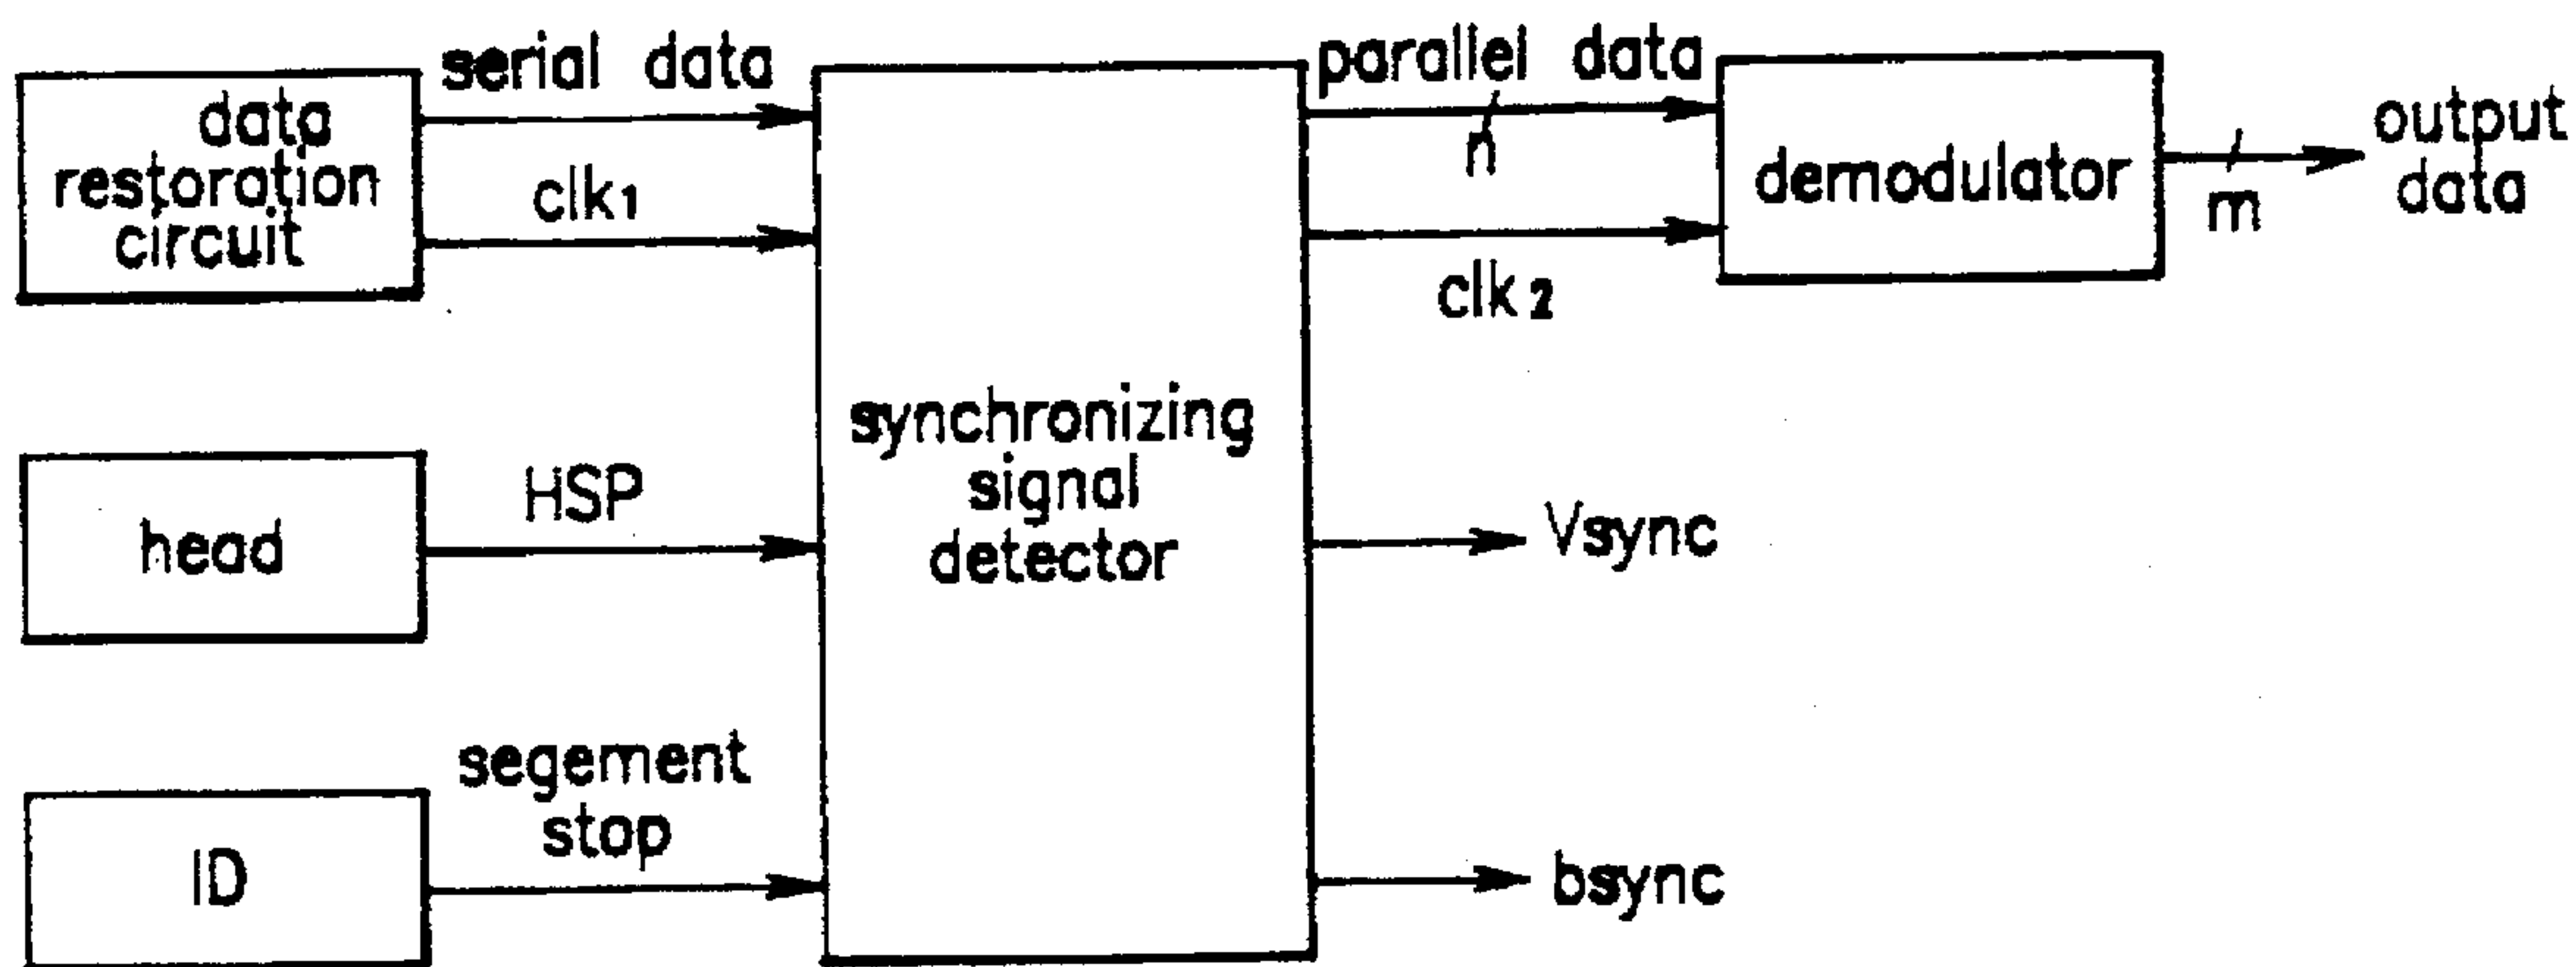 serial data
data
restoration
circuit
clk1
parallel data
n
clk2
demodulator
m
output
data
head
HSP
synchronizing
signal
detector
Vsync
ID
segement
stop
bsync